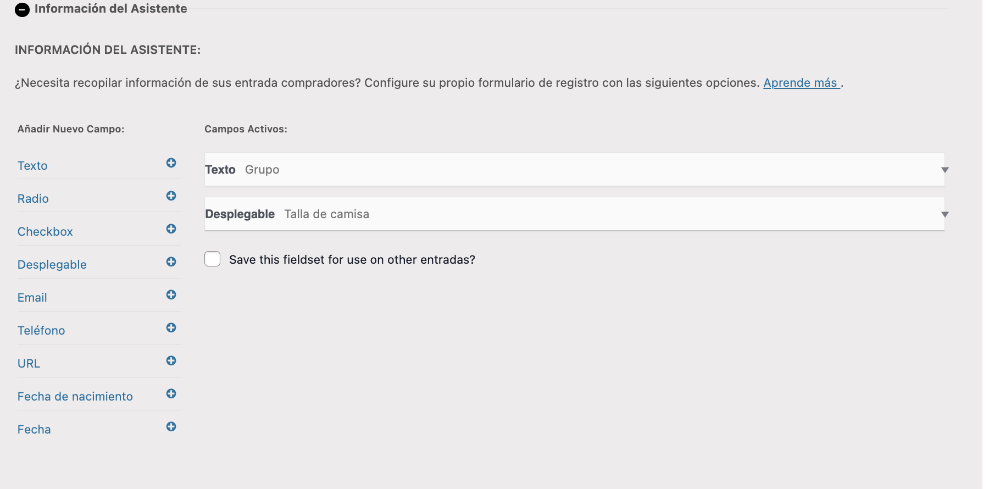 Información del Asistente
INFORMACIÓN DEL ASISTENTE:
¿Necesita recopilar información de sus entrada compradores? Configure su propio formulario de registro con las siguientes opciones. Aprende más .
Añadir Nuevo Campo:
Texto
Radio
Checkbox
Desplegable
Email
Teléfono
URL
Fecha de nacimiento
Fecha
Campos Activos:
Texto Grupo
Desplegable Talla de camisa
Save this fieldset for use on other entradas?